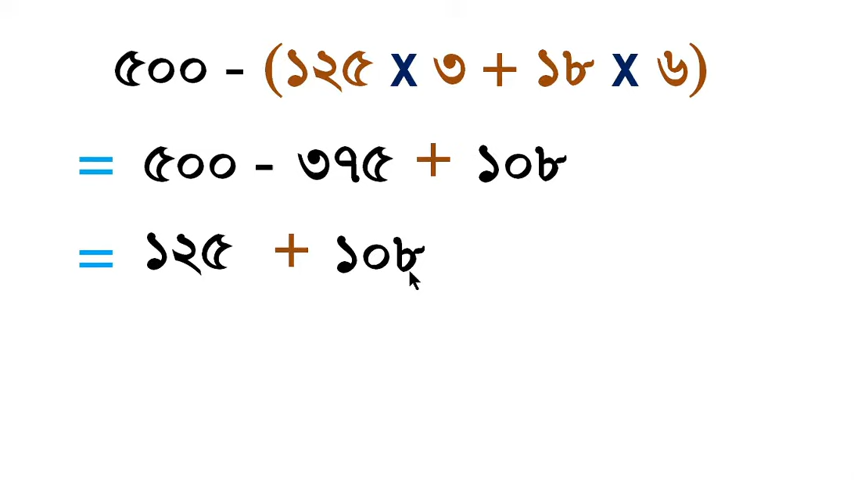 ৫০০ - (১২৫ x ৩ + ১৮ x ৬)
= ৫০০ - ৩৭৫ + ১০৮
= ১২৫ + ১০৮